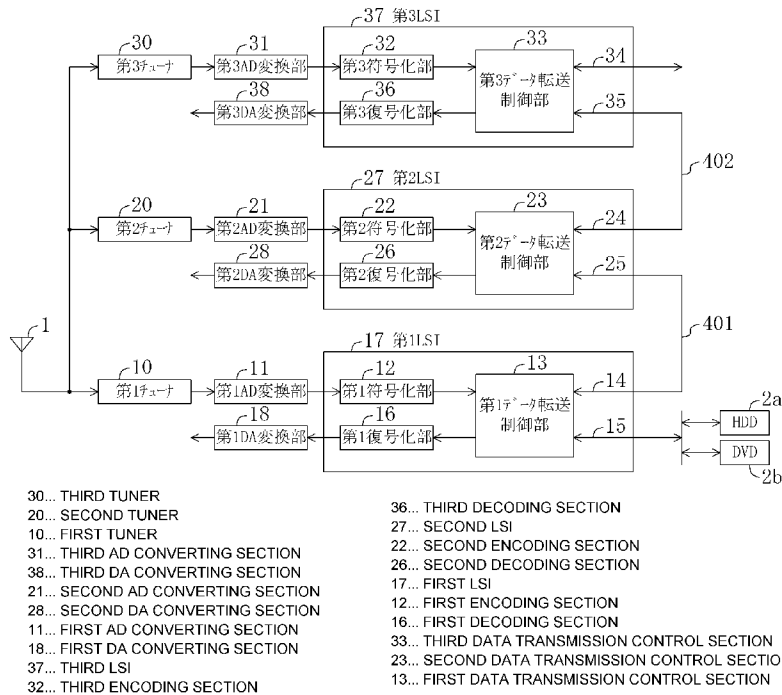 37 第3LSI
30
31
32
33
第3チューナ
第3AD変換部
第3符号化部
第3データ転送
制御部
34
38
36
第3DA変換部
第3復号化部
35
402
27 第2LSI
20
21
22
23
第2チューナ
第2AD変換部
第2符号化部
第2データ転送
制御部
24
28
26
第2DA変換部
第2復号化部
25
401
1
17 第1LSI
10
11
12
13
第1チューナ
第1AD変換部
第1符号化部
第1データ転送
制御部
14
18
16
第1DA変換部
第1復号化部
15
2a
HDD
DVD
2b
30... THIRD TUNER
20... SECOND TUNER
10... FIRST TUNER
31... THIRD AD CONVERTING SECTION
38... THIRD DA CONVERTING SECTION
21... SECOND AD CONVERTING SECTION
28... SECOND DA CONVERTING SECTION
11... FIRST AD CONVERTING SECTION
18... FIRST DA CONVERTING SECTION
37... THIRD LSI
32... THIRD ENCODING SECTION
36... THIRD DECODING SECTION
27... SECOND LSI
22... SECOND ENCODING SECTION
26... SECOND DECODING SECTION
17... FIRST LSI
12... FIRST ENCODING SECTION
16... FIRST DECODING SECTION
33... THIRD DATA TRANSMISSION CONTROL SECTION
23... SECOND DATA TRANSMISSION CONTROL SECTIO
13... FIRST DATA TRANSMISSION CONTROL SECTION